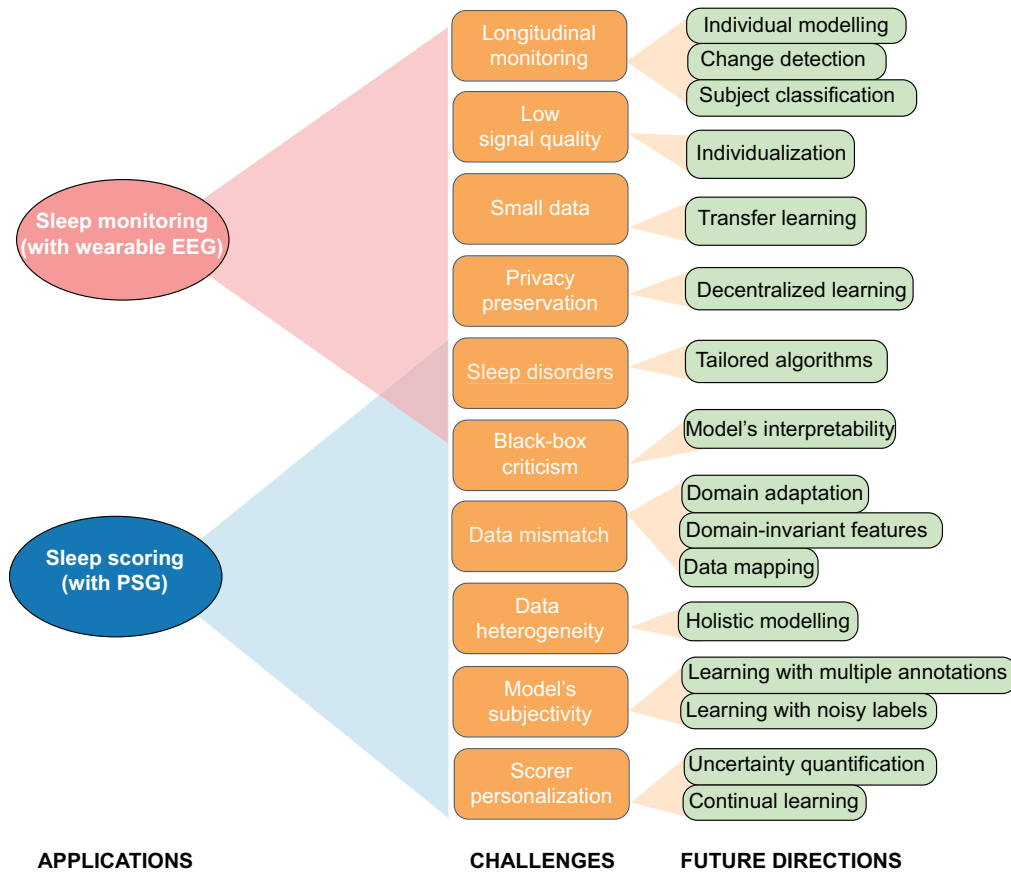 Sleep monitoring
(with wearable EEG)
Sleep scoring
(with PSG)
APPLICATIONS
Longitudinal
monitoring
Low
signal quality
Small data
Privacy
preservation
Sleep disorders
Black-box
criticism
Data mismatch
Data
heterogeneity
Model's
subjectivity
Scorer
personalization
CHALLENGES
Individual modelling
Change detection
Subject classification
Individualization
Transfer learning
Decentralized learning
Tailored algorithms
Model's interpretability
Domain adaptation
Domain-invariant features
Data mapping
Holistic modelling
Learning with multiple annotations
Learning with noisy labels
Uncertainty quantification
Continual learning
FUTURE DIRECTIONS